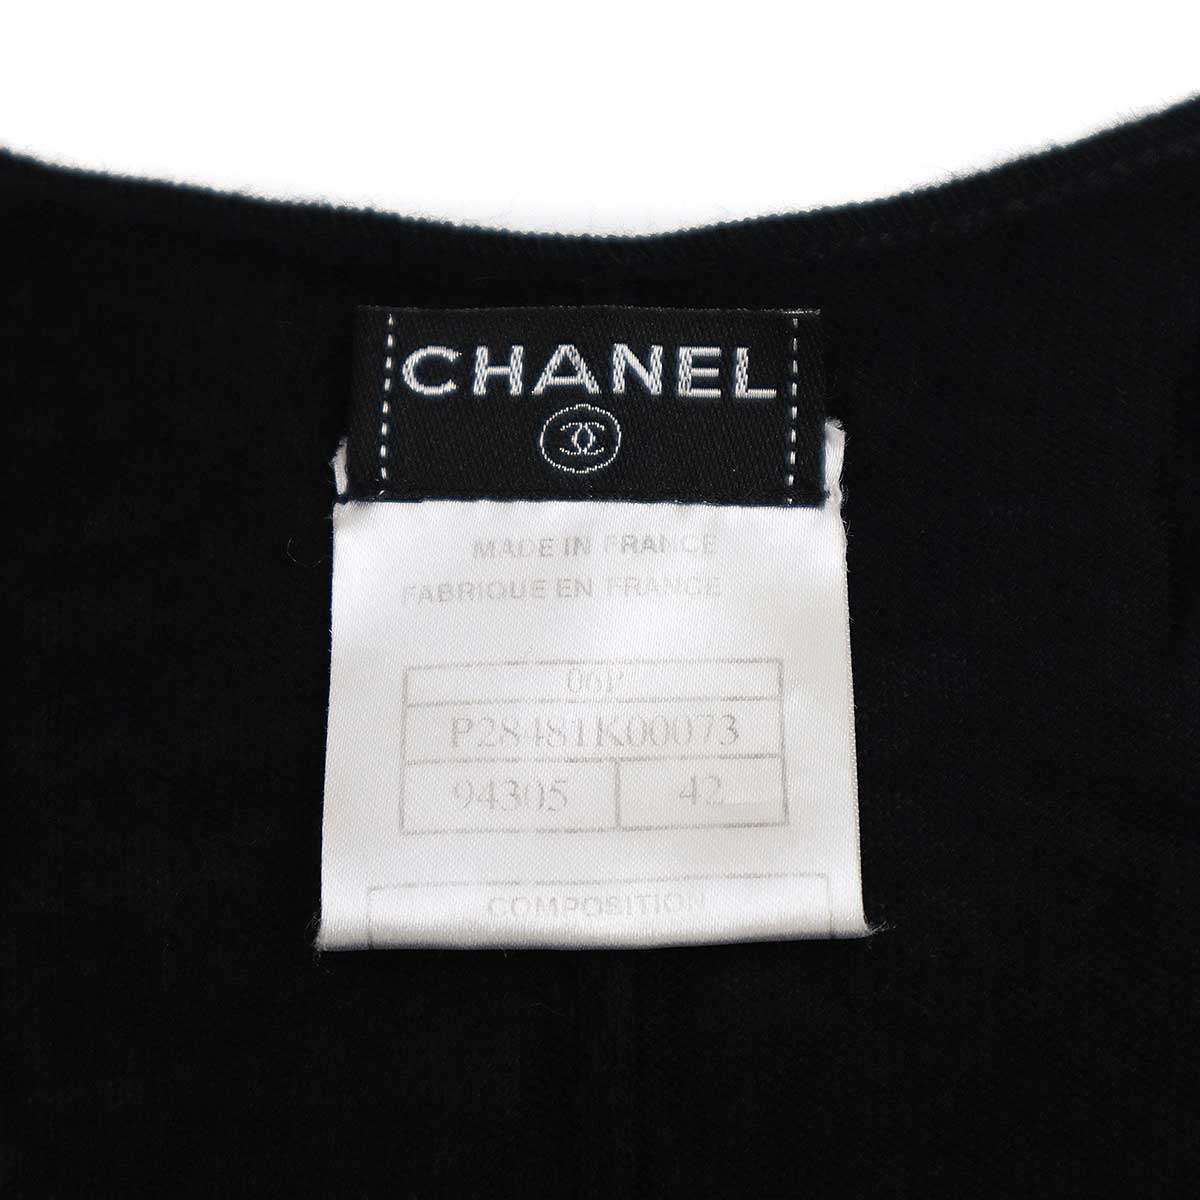 CHANEL
MADE IN FRANCE
FABRIQUE EN FRANCE
06P
P28481K00073
94305 42
COMPOSITION